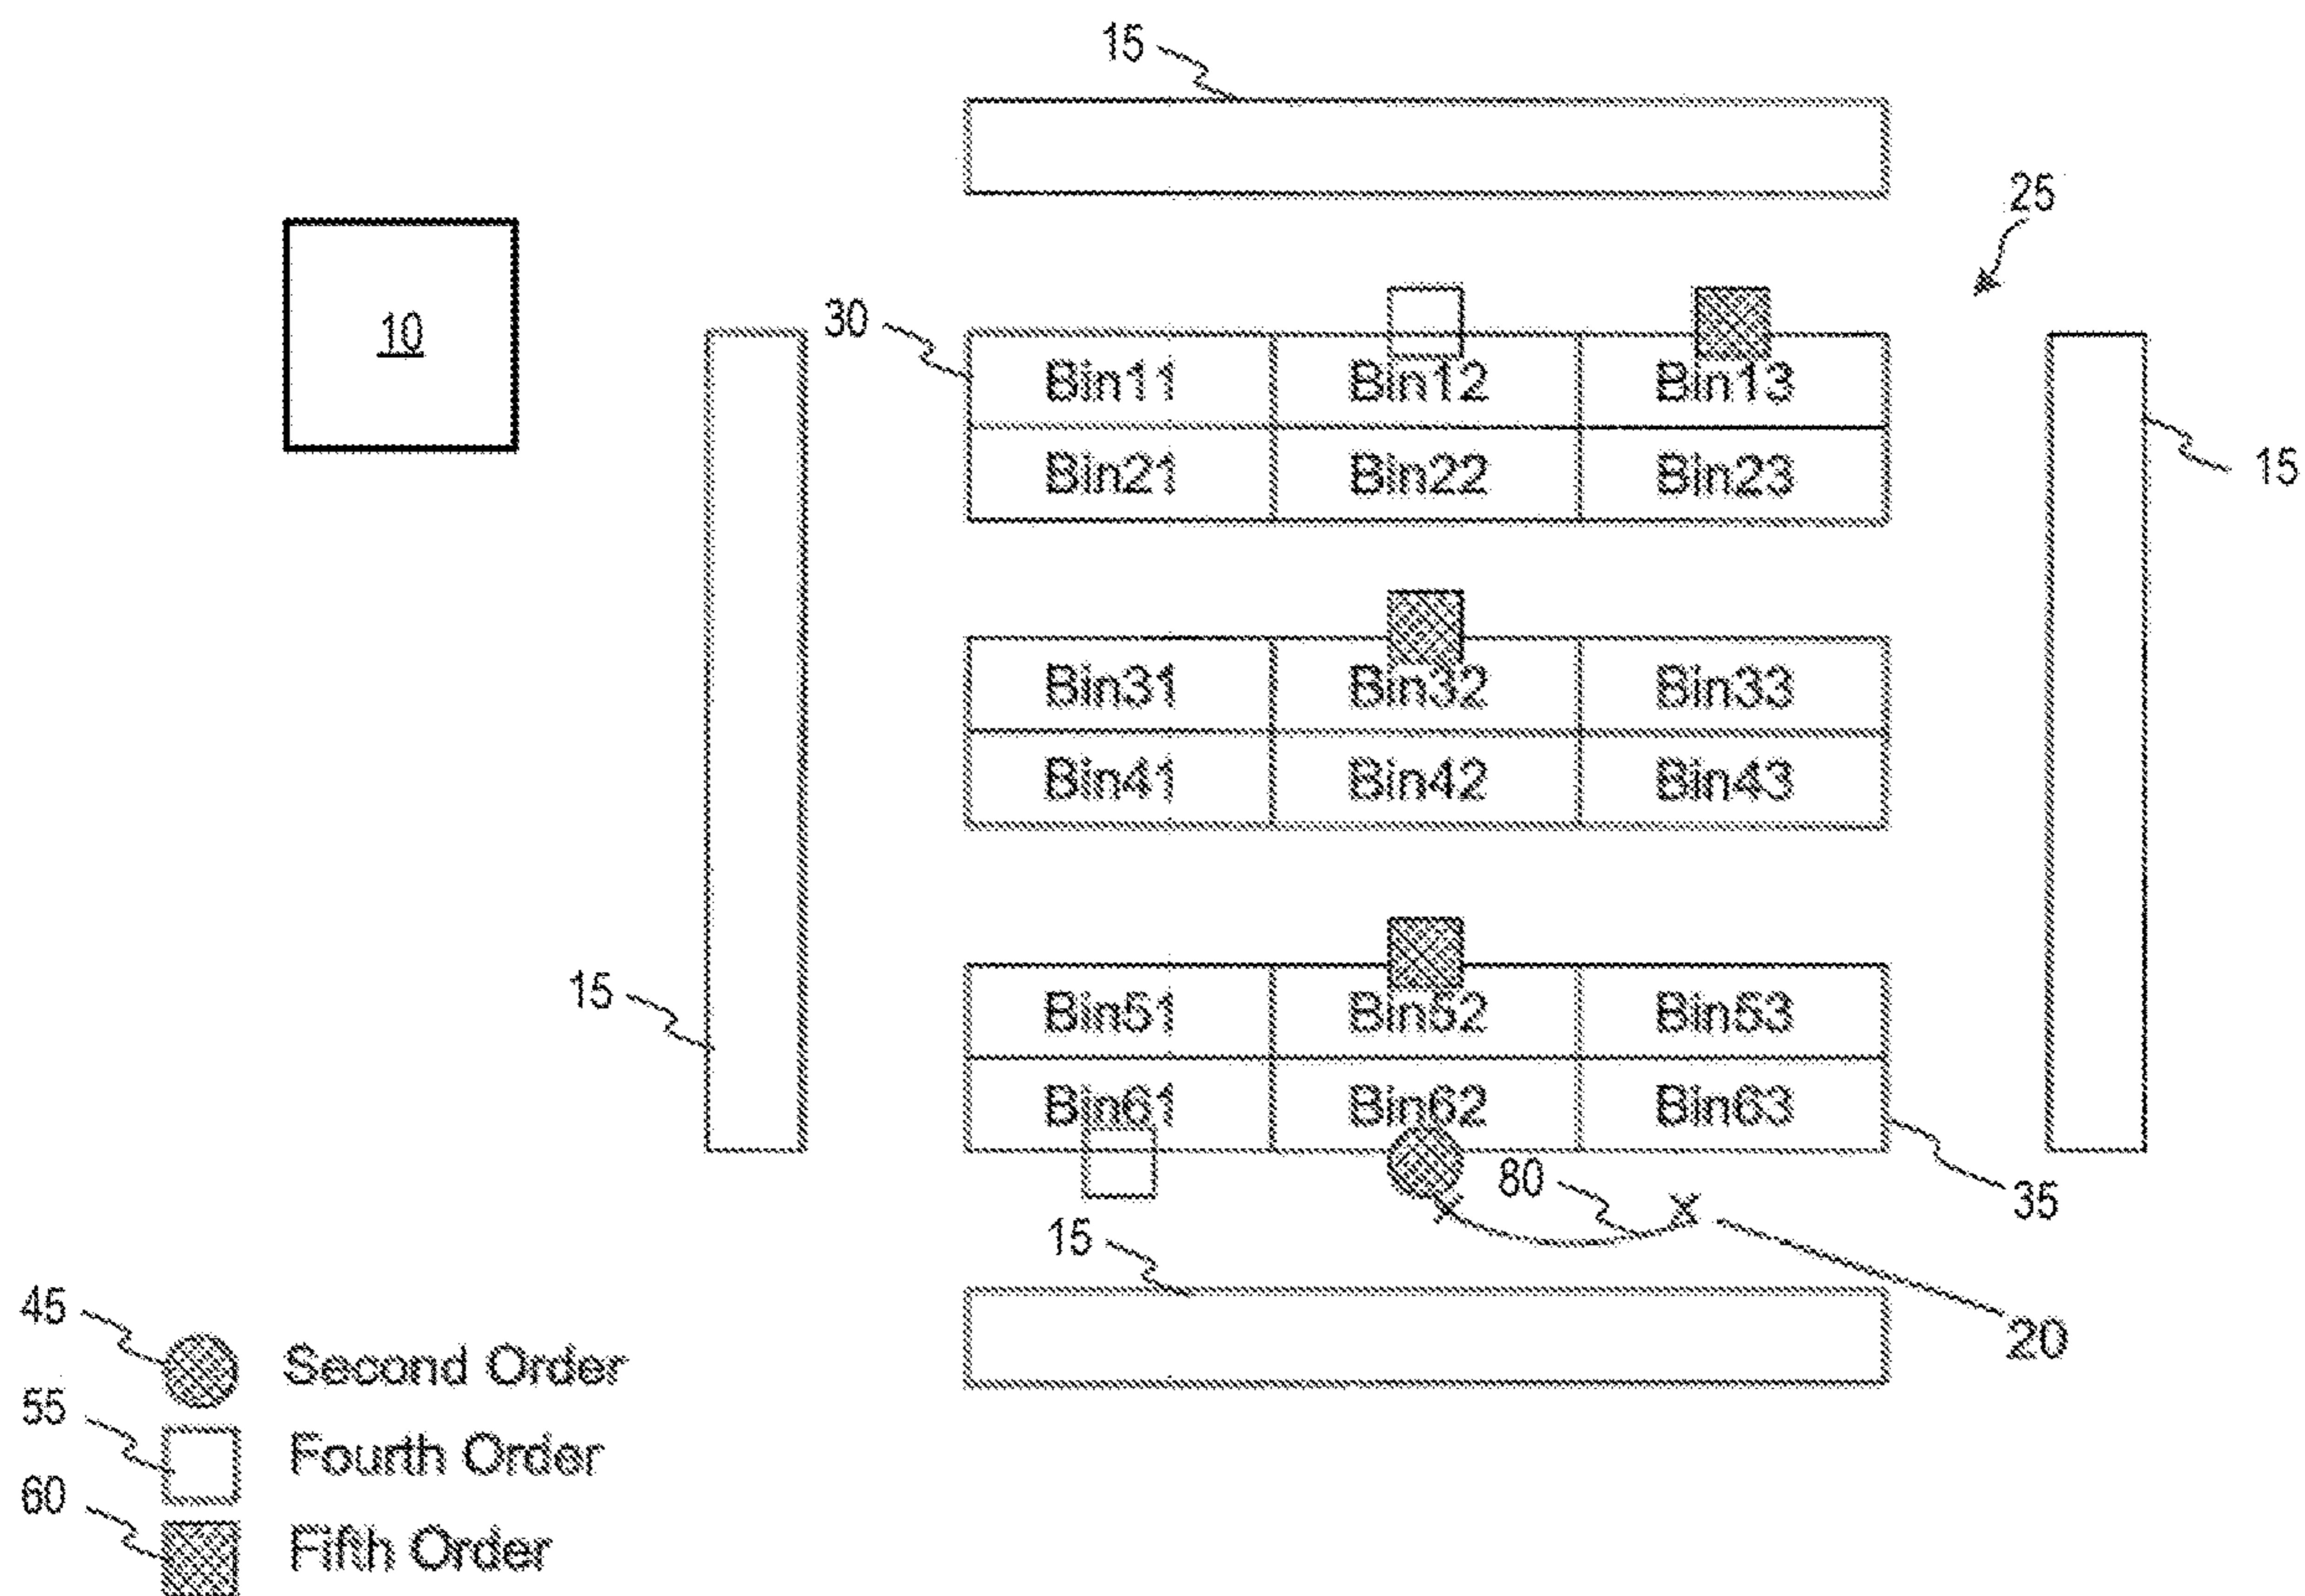 15
25
10
30
Bin11 Bin12 Bin13
Bin21 Bin22 Bin23
15
Bin31 Bin32 Bin33
Bin41 Bin42 Bin43
15
Bin51 Bin52 Bin53
Bin61 Bin62 Bin63
80
35
15
20
45 Second Order
55 Fourth Order
60 Fifth Order